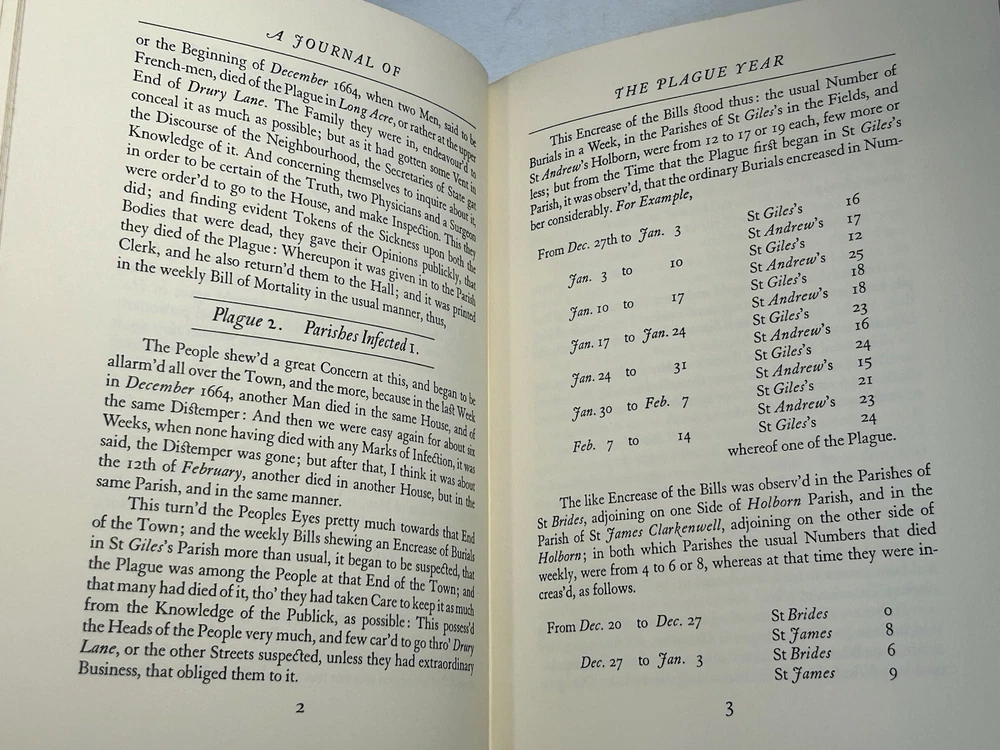 A JOURNAL OF
or the Beginning of December 1664, when two Men, said to be
French-men, died of the Plague in Long Acre, or rather at the upper
End of Drury Lane. The Family they were in, endeavour'd to
conceal it as much as possible; but as it had gotten some Vent in
the Discourse of the Neighbourhood, the Secretaries of State gat
Knowledge of it. And concerning themselves to inquire about it,
in order to be certain of the Truth, two Physicians and a Surgeon
were order'd to go to the House, and make Inspection. This they
did; and finding evident Tokens of the Sickness upon both the
Bodies that were dead, they gave their Opinions publickly, that
they died of the Plague: Whereupon it was given in to the Parish
Clerk, and he also return'd them to the Hall; and it was printed
in the weekly Bill of Mortality in the usual manner, thus,
Plague 2. Parishes Infected 1.
The People shew'd a great Concern at this, and began to be
allarm'd all over the Town, and the more, because in the last Week
in December 1664, another Man died in the same House, and of
the same Distemper: And then we were easy again for about six
Weeks, when none having died with any Marks of Infection, it was
said, the Distemper was gone; but after that, I think it was about
the 12th of February, another died in another House, but in the
same Parish, and in the same manner.
This turn'd the Peoples Eyes pretty much towards that End
of the Town; and the weekly Bills shewing an Encrease of Burials
in St Giles's Parish more than usual, it began to be suspected, that
the Plague was among the People at that End of the Town; and
that many had died of it, tho' they had taken Care to keep it as much
from the Knowledge of the Publick, as possible: This possess'd
the Heads of the People very much, and few car'd to go thro' Drury
Lane, or the other Streets suspected, unless they had extraordinary
Business, that obliged them to it.
2
THE PLAGUE YEAR
This Encrease of the Bills stood thus: the usual Number of
Burials in a Week, in the Parishes of St Giles's in the Fields, and
St Andrew's Holborn, were from 12 to 17 or 19 each, few more or
less; but from the Time that the Plague first began in St Giles's
Parish, it was observ'd, that the ordinary Burials encreased in Num-
ber considerably. For Example,
From Dec. 27th to Jan. 3 St Giles's 16
St Andrew's 17
Jan. 3 to 10 St Giles's 12
St Andrew's 25
Jan. 10 to 17 St Giles's 18
St Andrew's 18
Jan. 17 to Jan. 24 St Giles's 23
St Andrew's 16
Jan. 24 to 31 St Giles's 24
St Andrew's 15
Jan. 30 to Feb. 7 St Giles's 21
St Andrew's 23
Feb. 7 to 14 St Giles's 24
whereof one of the Plague.
The like Encrease of the Bills was observ'd in the Parishes of
St Brides, adjoining on one Side of Holborn Parish, and in the
Parish of St James Clarkenwell, adjoining on the other side of
Holborn; in both which Parishes the usual Numbers that died
weekly, were from 4 to 6 or 8, whereas at that time they were in-
creas'd, as follows.
From Dec. 20 to Dec. 27 St Brides 0
St James 8
Dec. 27 to Jan. 3 St Brides 6
St James 9
3